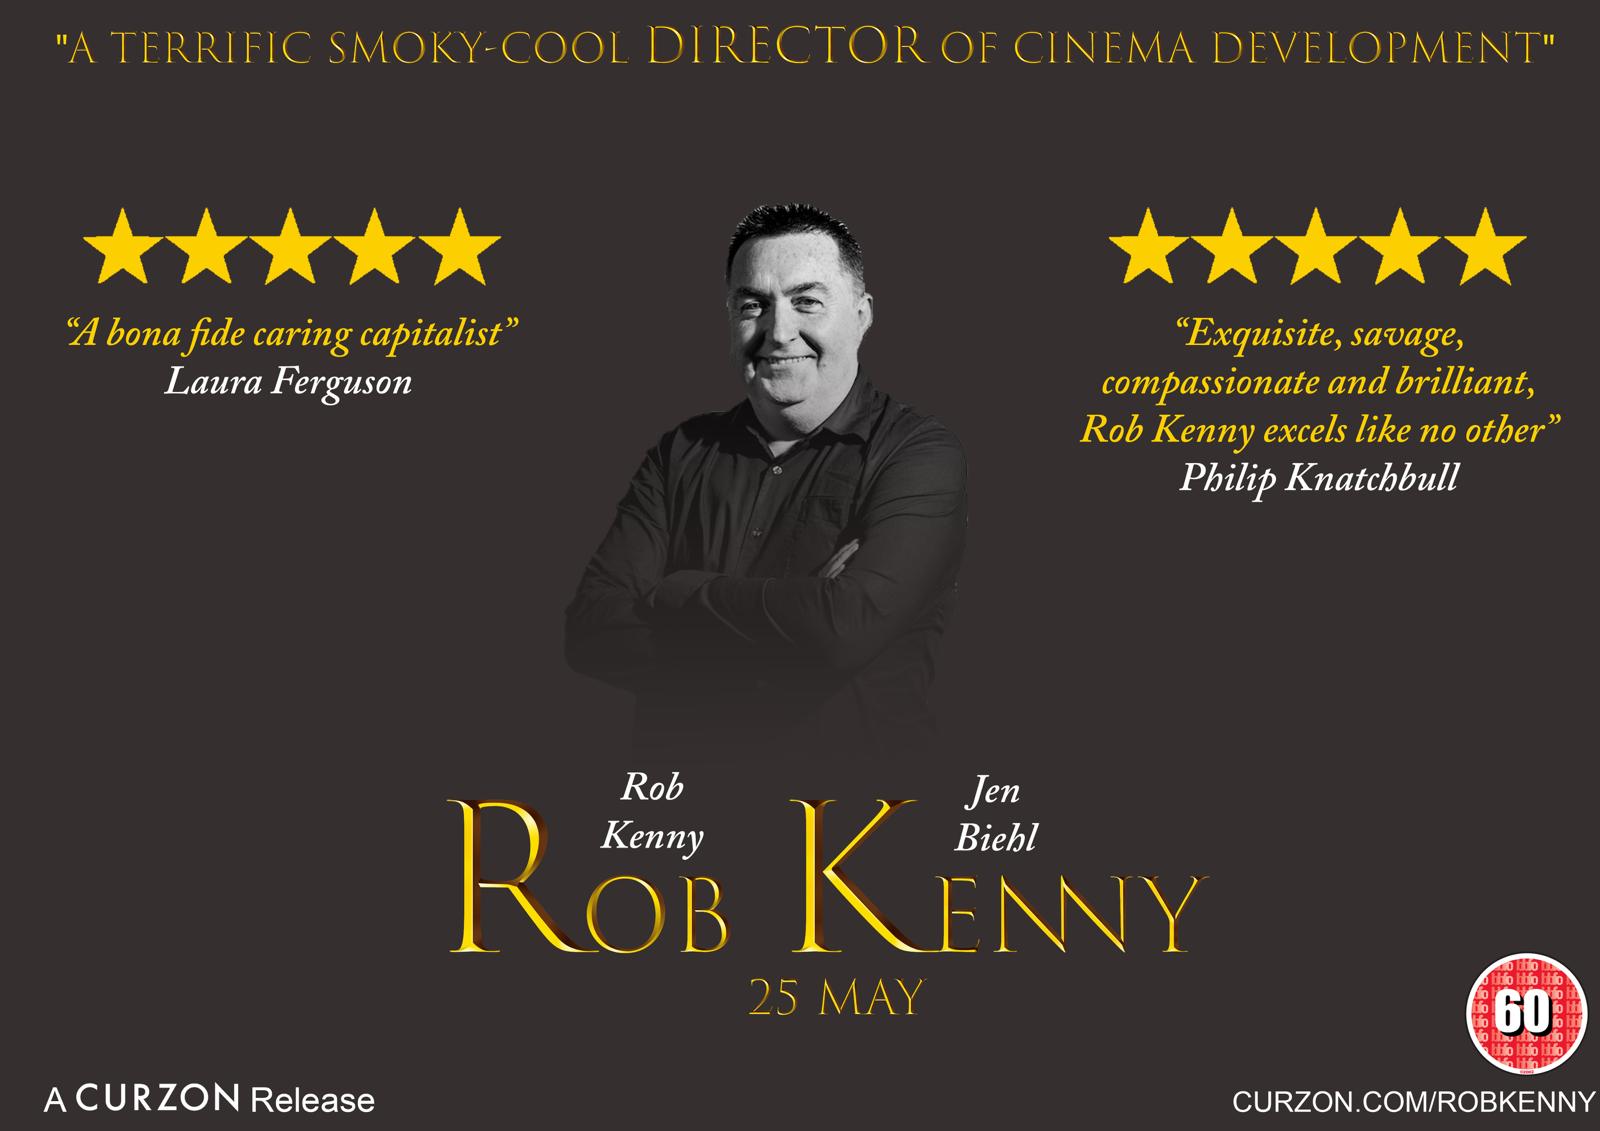 "A TERRIFIC SMOKY-COOL DIRECTOR OF CINEMA DEVELOPMENT"
“A bona fide caring capitalist”
Laura Ferguson
“Exquisite, savage,
compassionate and brilliant,
Rob Kenny excels like no other”
Philip Knatchbull
Rob
Kenny
Jen
Biehl
ROB KENNY
25 MAY
60
A CURZON Release
CURZON.COM/ROBKENNY